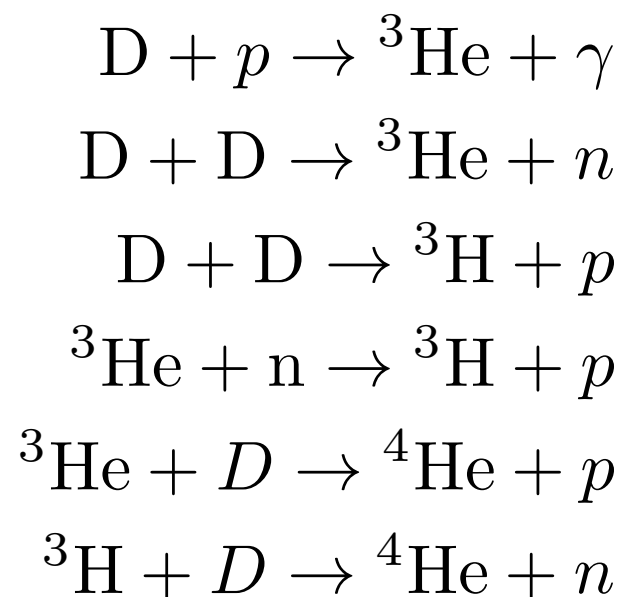 D + p → ³He + γ
D + D → ³He + n
D + D → ³H + p
³He + n → ³H + p
³He + D → ⁴He + p
³H + D → ⁴He + n